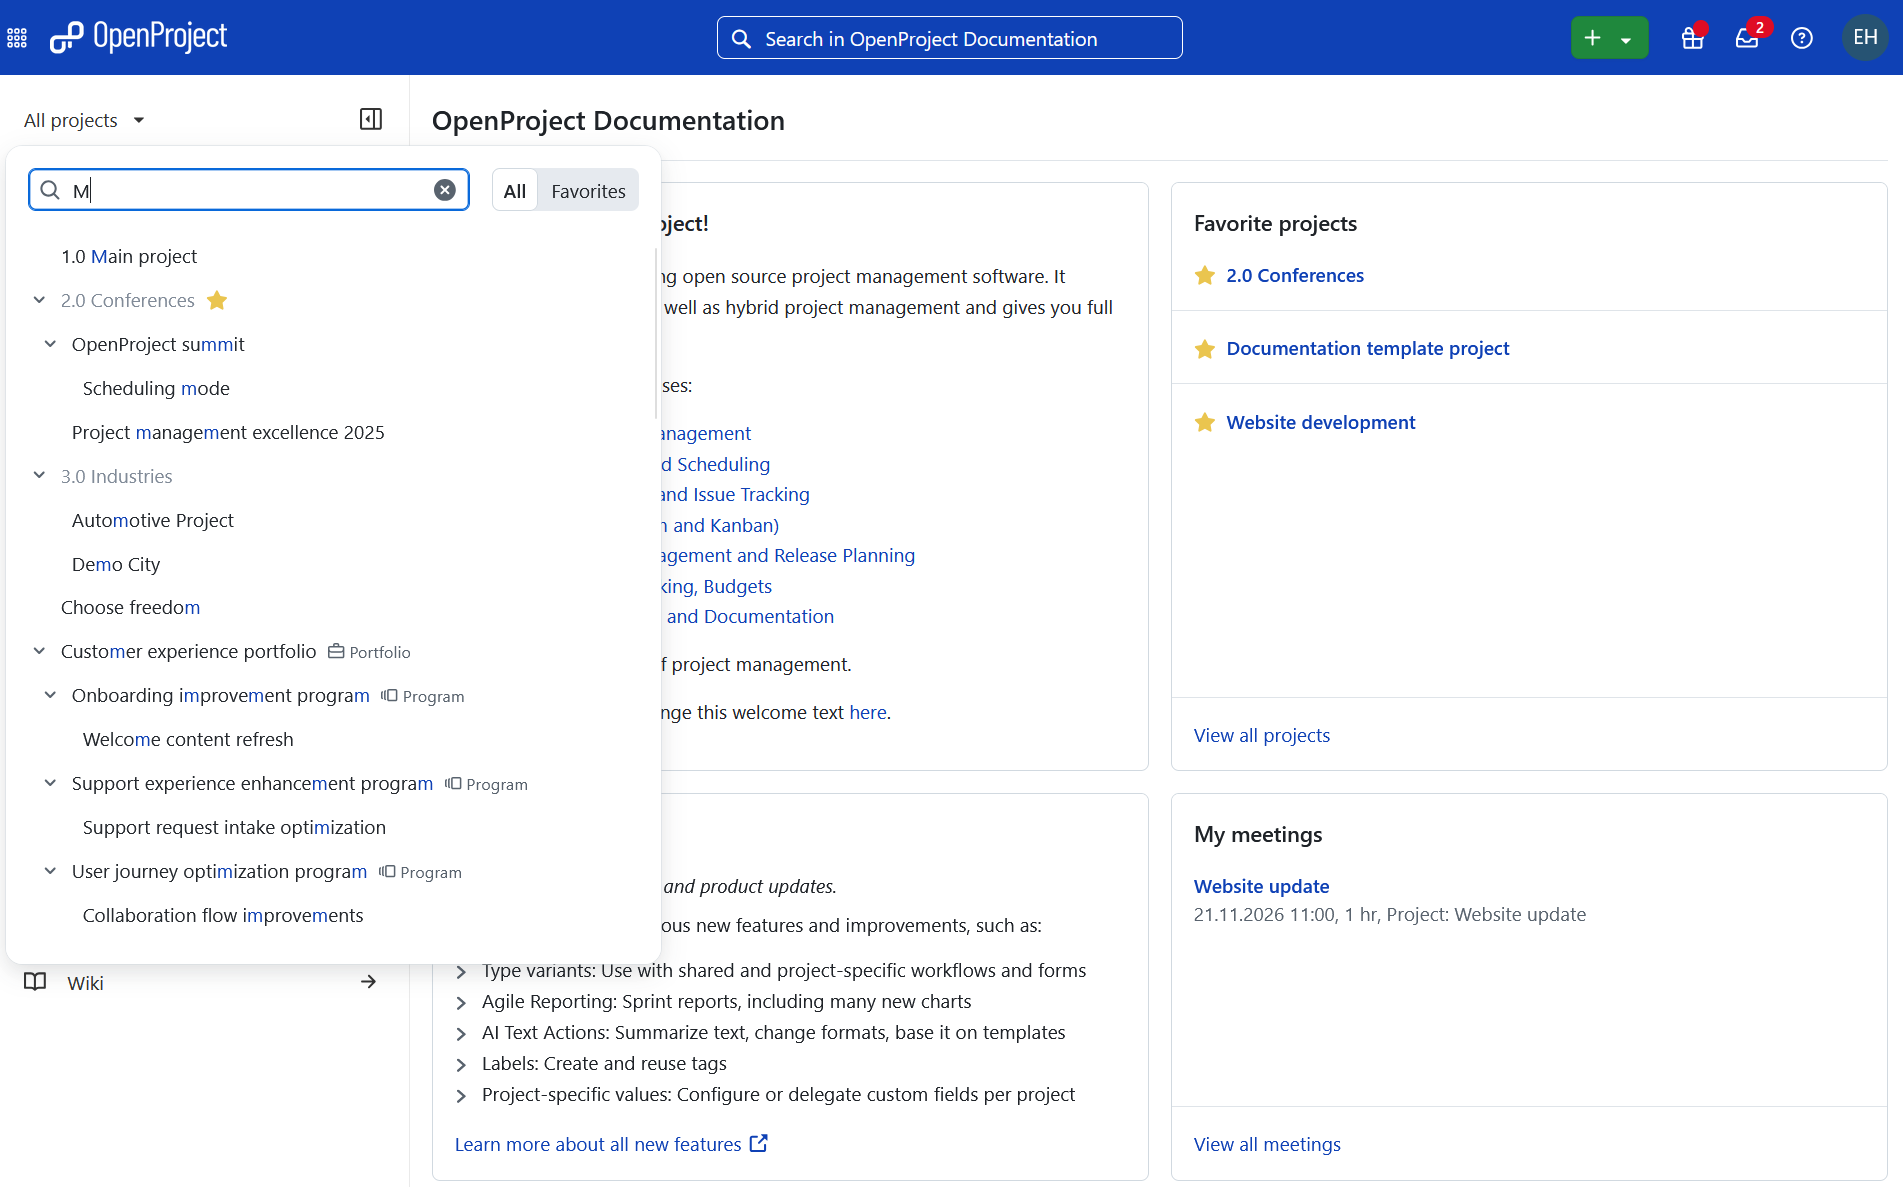 OpenProject
Search in OpenProject Documentation
2
EH
All projects
OpenProject Documentation
M
All
Favorites
1.0 Main project
2.0 Conferences
OpenProject summit
Scheduling mode
Project management excellence 2025
3.0 Industries
Automotive Project
Demo City
Choose freedom
Customer experience portfolio Portfolio
Onboarding improvement program Program
Welcome content refresh
Support experience enhancement program Program
Support request intake optimization
User journey optimization program Program
Collaboration flow improvements
Wiki
open source project management software. It
well as hybrid project management and gives you full
and Issue Tracking
and Kanban)
and Release Planning
Budgets
and Documentation
project management.
this welcome text here.
and product updates.
new features and improvements, such as:
Type variants: Use with shared and project-specific workflows and forms
Agile Reporting: Sprint reports, including many new charts
AI Text Actions: Summarize text, change formats, base it on templates
Labels: Create and reuse tags
Project-specific values: Configure or delegate custom fields per project
Learn more about all new features
Favorite projects
2.0 Conferences
Documentation template project
Website development
View all projects
My meetings
Website update
21.11.2026 11:00, 1 hr, Project: Website update
View all meetings